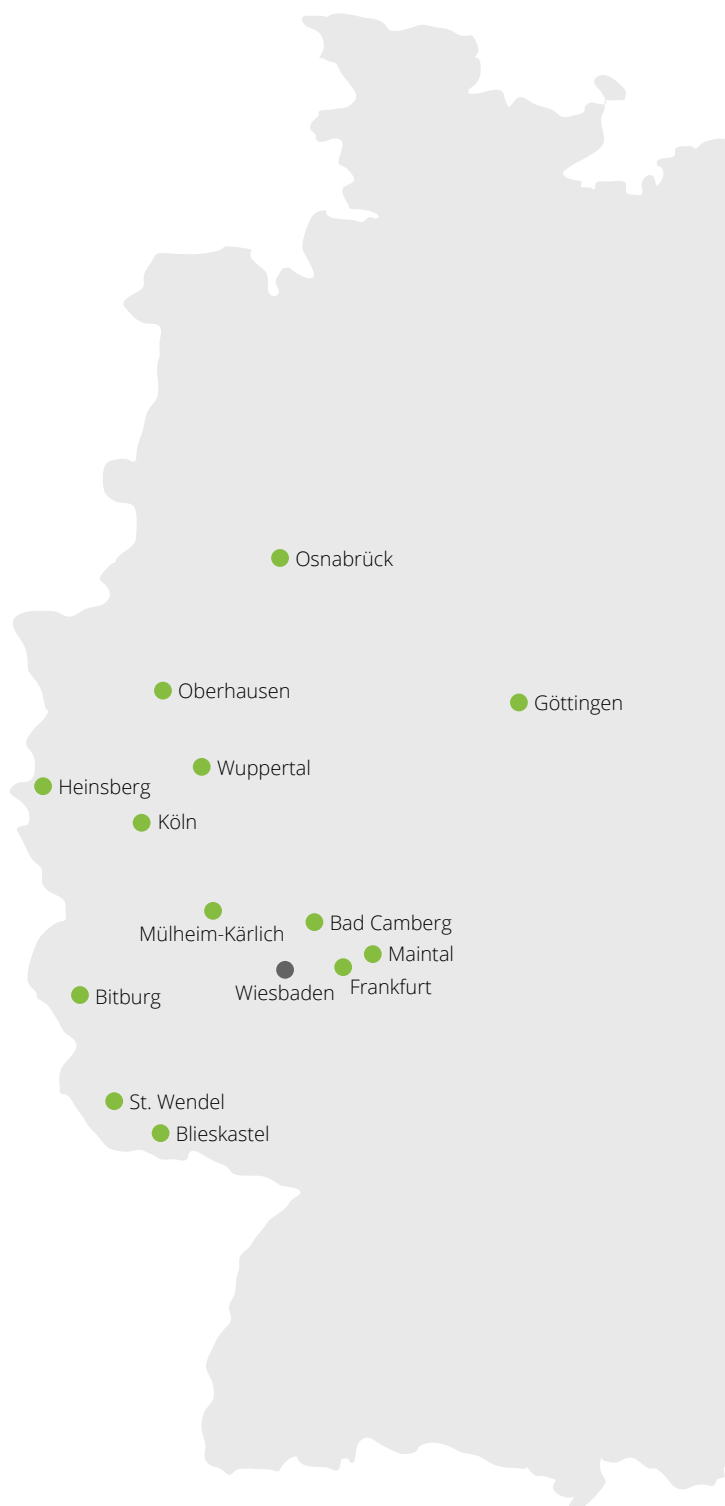 Osnabrück
Oberhausen
Göttingen
Wuppertal
Heinsberg
Köln
Bad Camberg
Mülheim-Kärlich
Maintal
Frankfurt
Wiesbaden
Bitburg
St. Wendel
Blieskastel